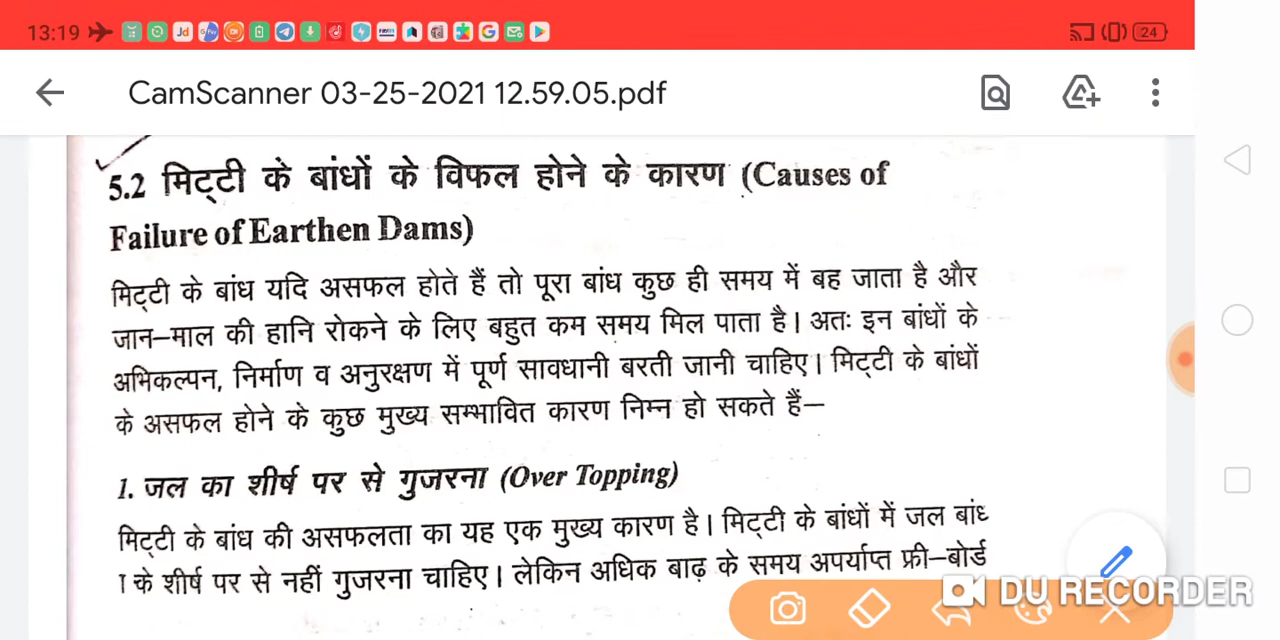 13:19
24
CamScanner 03-25-2021 12.59.05.pdf
5.2 मिट्टी के बांधों के विफल होने के कारण (Causes of
Failure of Earthen Dams)
मिट्टी के बांध यदि असफल होते हैं तो पूरा बांध कुछ ही समय में बह जाता है और
जान–माल की हानि रोकने के लिए बहुत कम समय मिल पाता है। अतः इन बांधों के
अभिकल्पन, निर्माण व अनुरक्षण में पूर्ण सावधानी बरती जानी चाहिए। मिट्टी के बांधों
के असफल होने के कुछ मुख्य सम्भावित कारण निम्न हो सकते हैं–
1. जल का शीर्ष पर से गुजरना (Over Topping)
मिट्टी के बांध की असफलता का यह एक मुख्य कारण है। मिट्टी के बांधों में जल बांध
ा के शीर्ष पर से नहीं गुजरना चाहिए। लेकिन अधिक बाढ़ के समय अपर्याप्त फ्री–बोर्ड
DU RECORDER